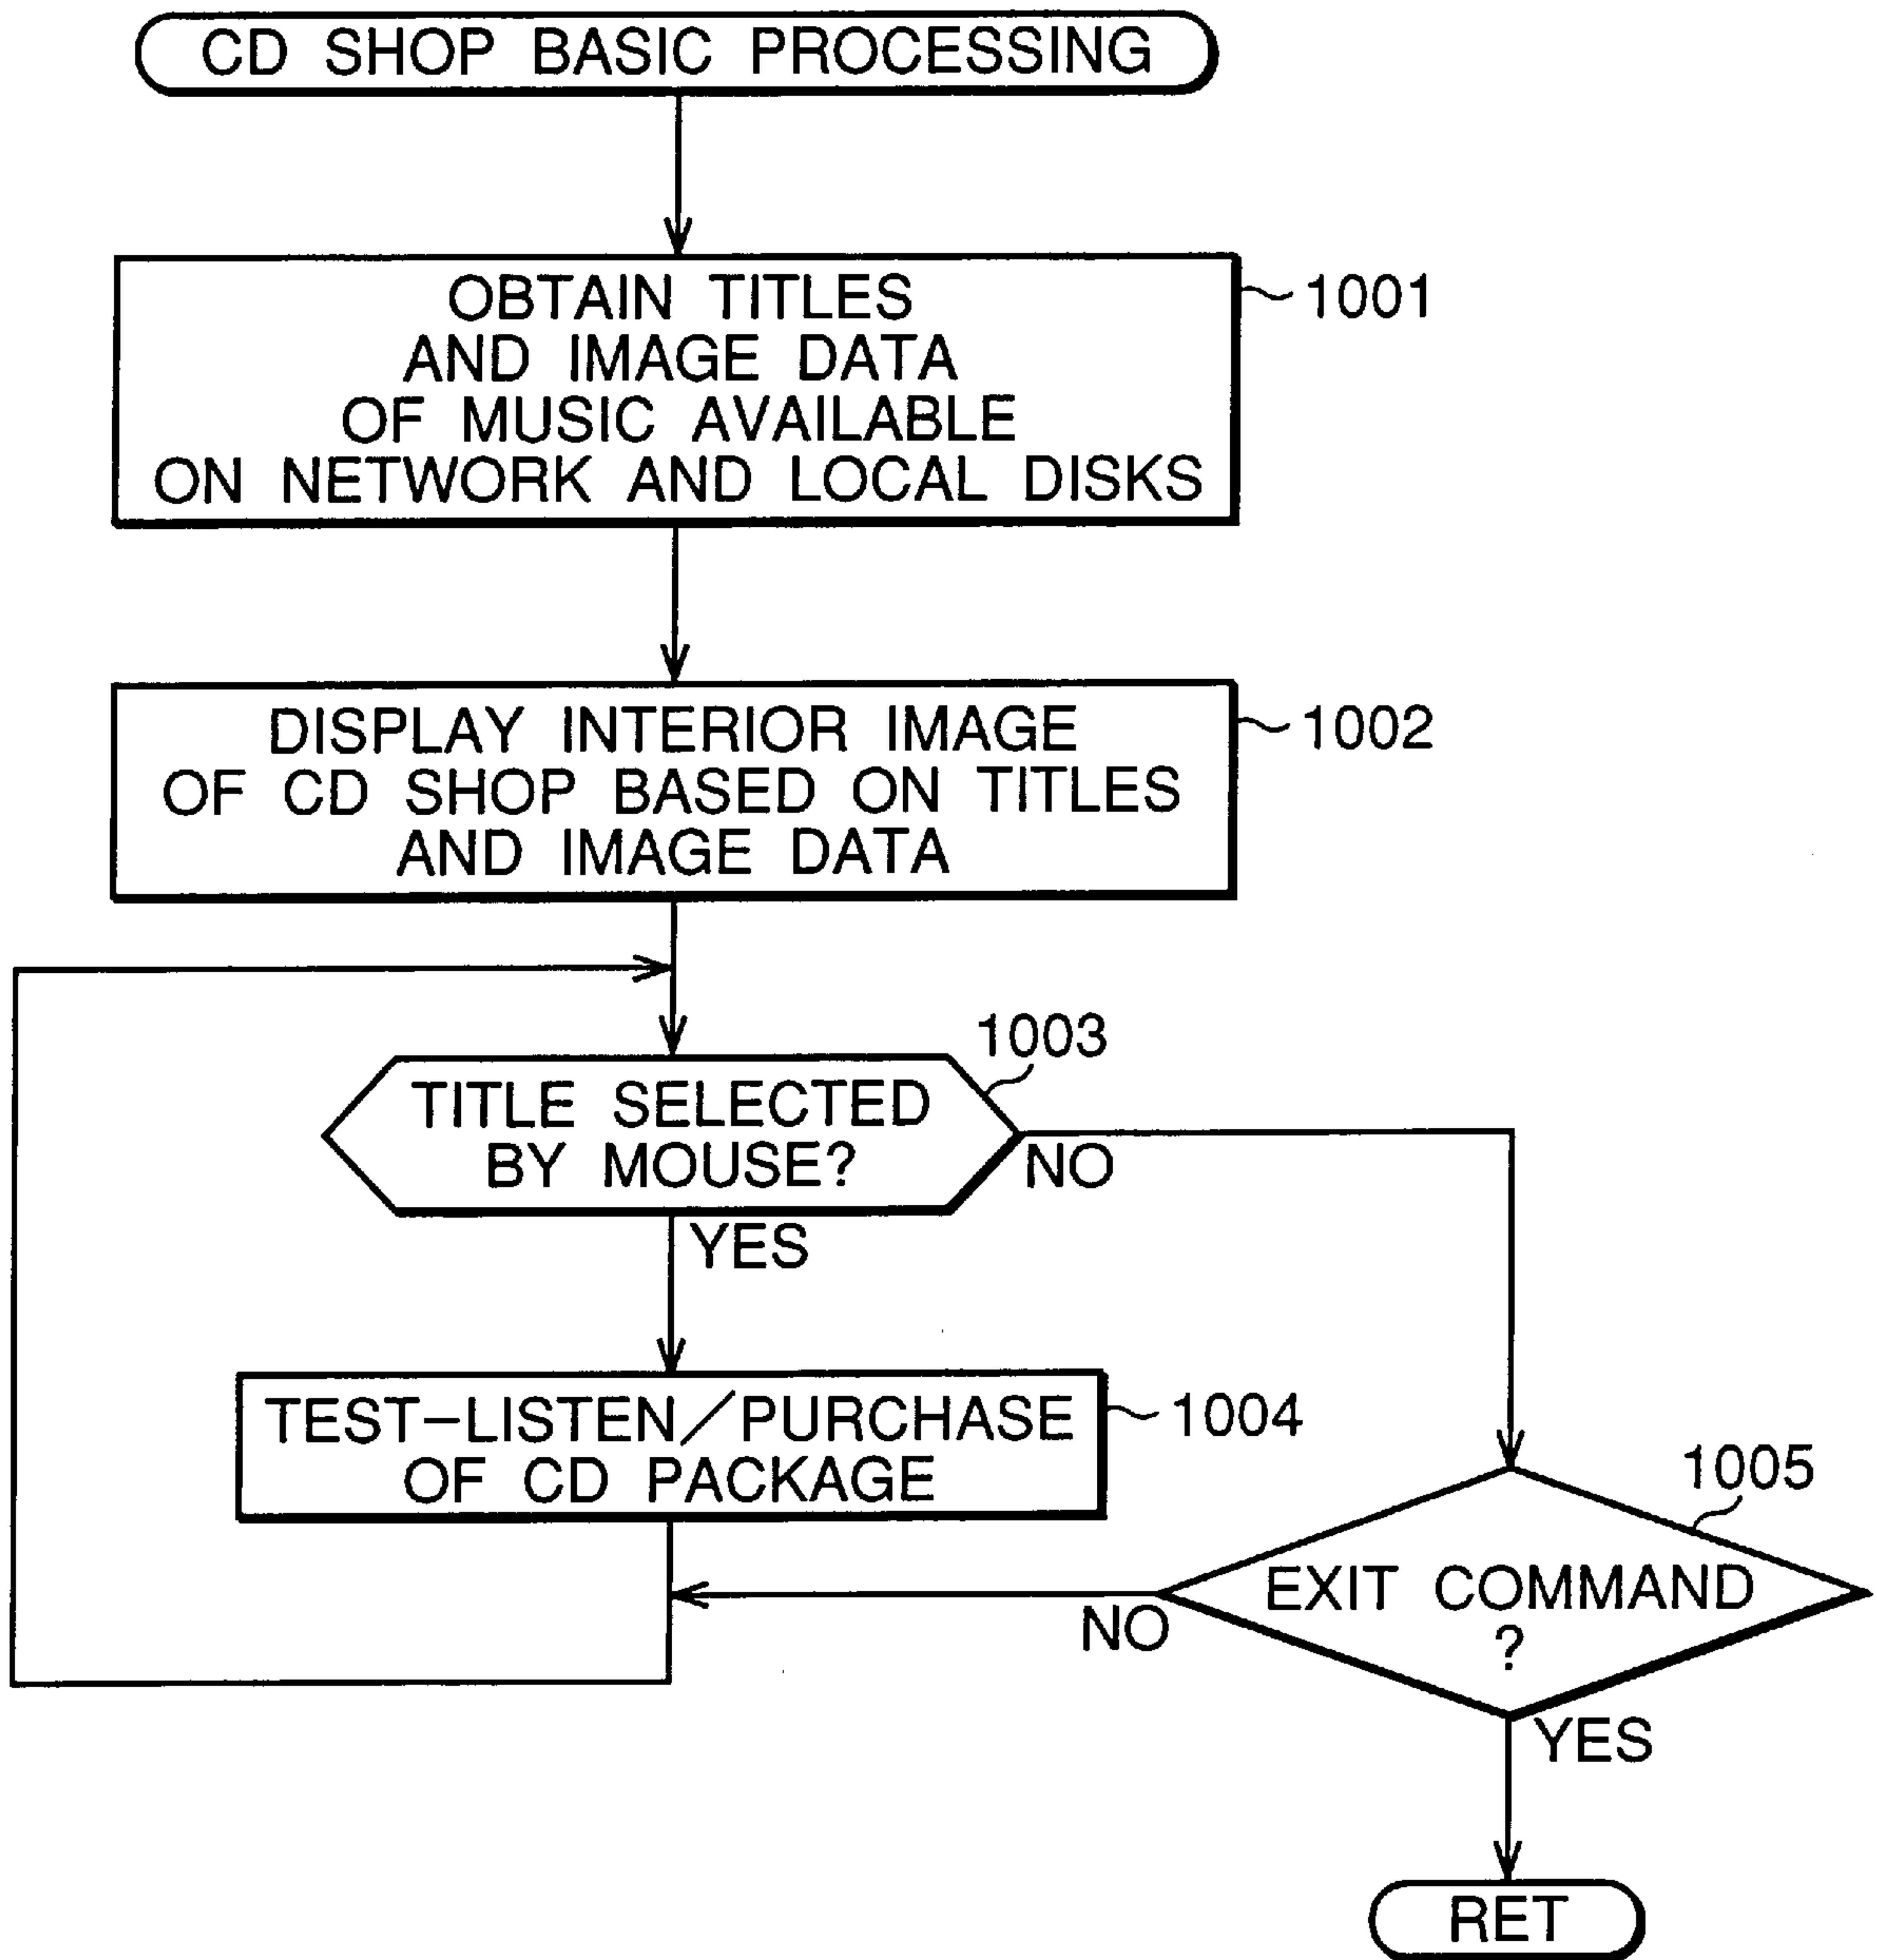 CD SHOP BASIC PROCESSING
OBTAIN TITLES
AND IMAGE DATA
OF MUSIC AVAILABLE
ON NETWORK AND LOCAL DISKS
1001
DISPLAY INTERIOR IMAGE
OF CD SHOP BASED ON TITLES
AND IMAGE DATA
1002
1003
TITLE SELECTED
BY MOUSE?
NO
YES
TEST–LISTEN/PURCHASE
OF CD PACKAGE
1004
1005
EXIT COMMAND
?
NO
YES
RET